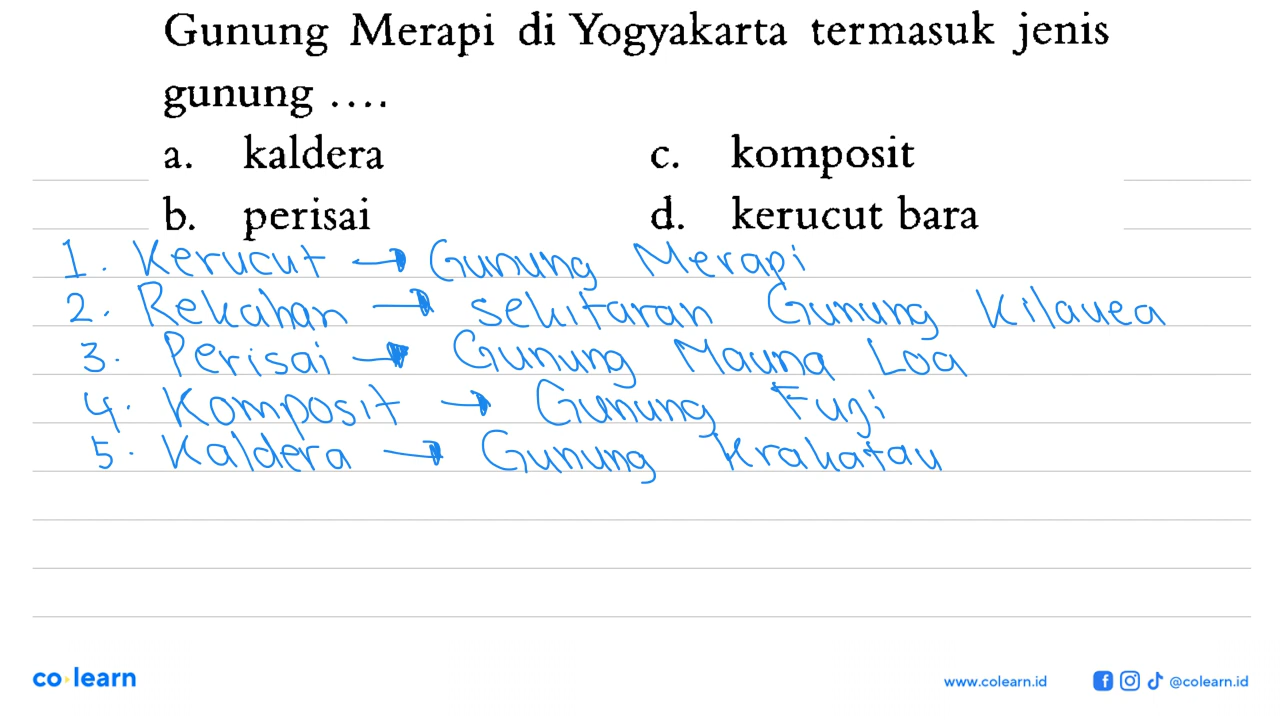 Gunung Merapi di Yogyakarta termasuk jenis
gunung ....
a. kaldera c. komposit
b. perisai d. kerucut bara
1. Kerucut → Gunung Merapi
2. Rekahan → sekitaran Gunung Kilauea
3. Perisai → Gunung Mauna Loa
4. Komposit → Gunung Fuji
5. Kaldera → Gunung Krakatau
co learn www.colearn.id @colearn.id